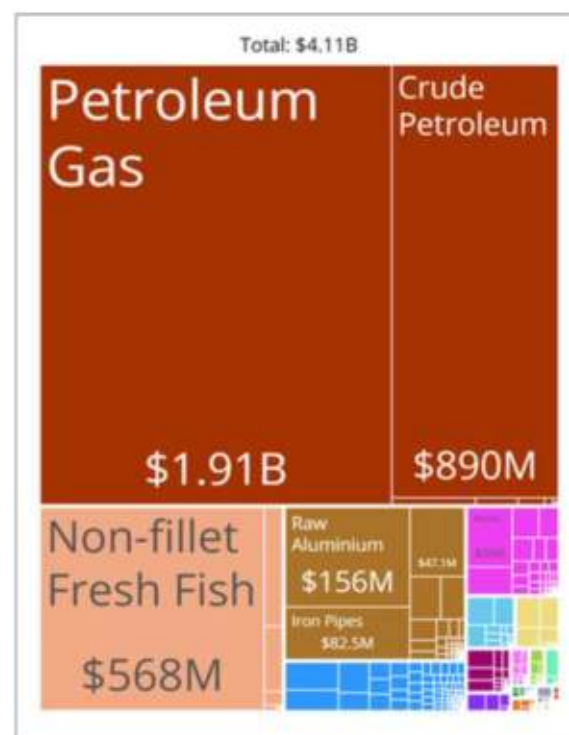 Total: $4.11B
Petroleum
Gas
$1.91B
Crude
Petroleum
$890M
Non-fillet
Fresh Fish
$568M
Raw
Aluminium
$156M
Iron Pipes
$82.5M
$47.1M